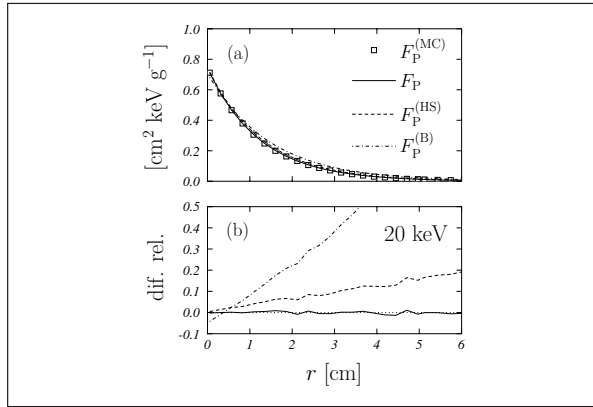 1.0
0.8
0.6
0.4
0.2
0.0
[cm² keV g⁻¹]
(a)
F_P^(MC)
F_P
F_P^(HS)
F_P^(B)
0.5
0.4
0.3
0.2
0.1
0.0
-0.1
dif. rel.
(b)
20 keV
0 1 2 3 4 5 6
r [cm]